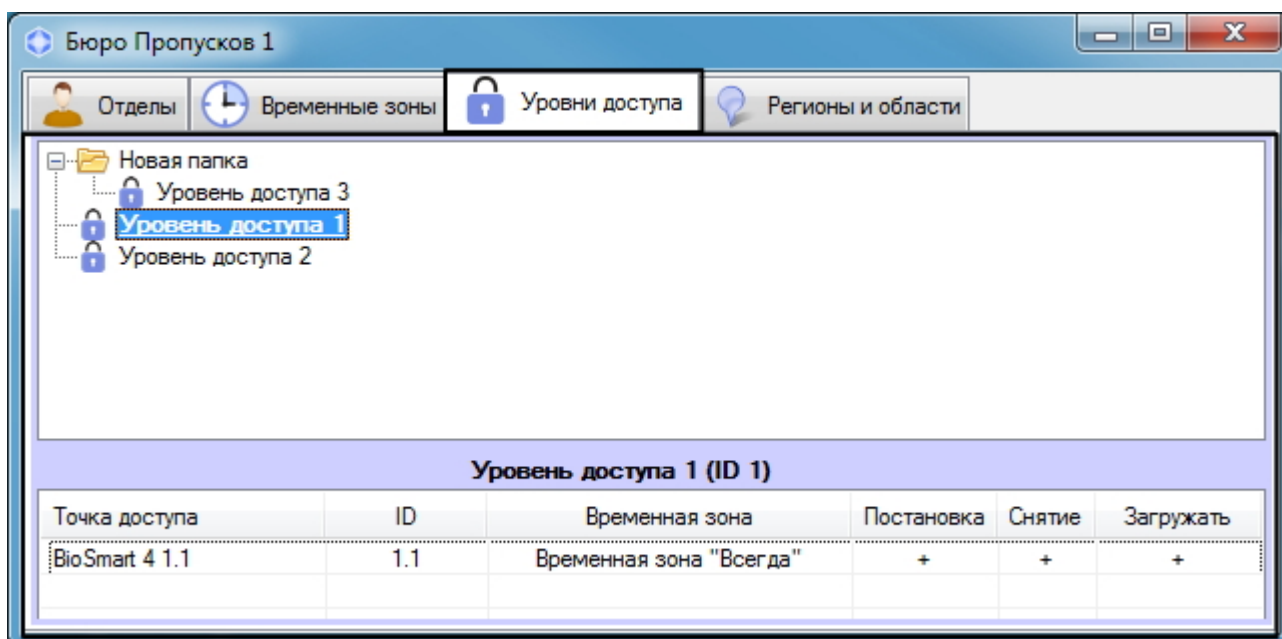 Бюро Пропусков 1
Отделы Временные зоны Уровни доступа Регионы и области
Новая папка
Уровень доступа 3
Уровень доступа 1
Уровень доступа 2
Уровень доступа 1 (ID 1)
Точка доступа ID Временная зона Постановка Снятие Загружать
BioSmart 4 1.1 1.1 Временная зона "Всегда" + + +